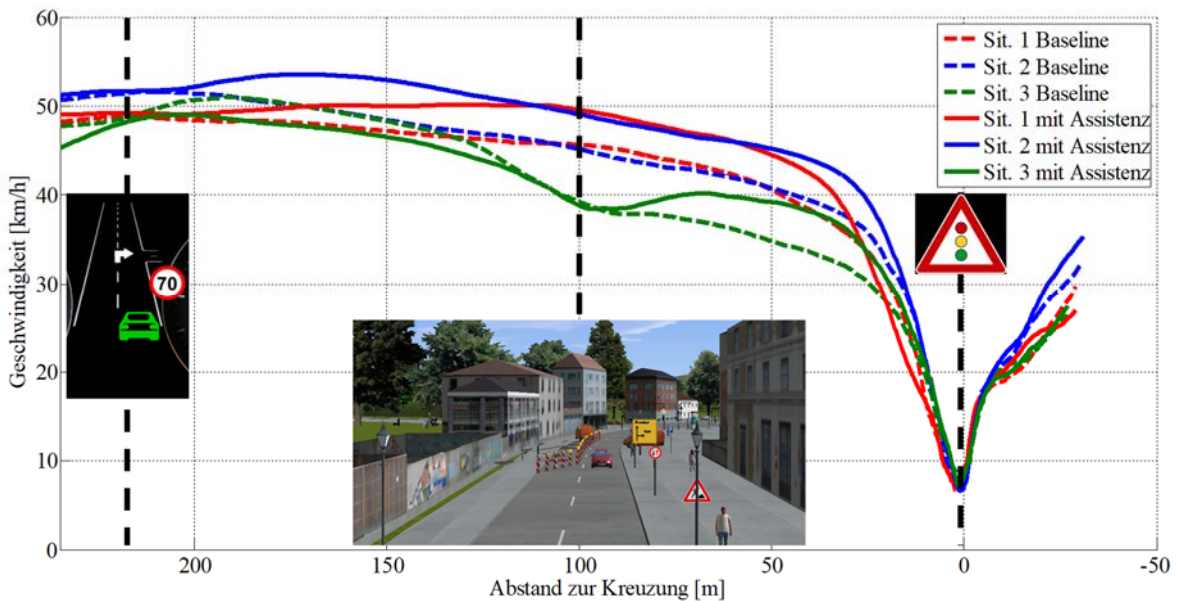 60
50
40
30
20
10
0
Geschwindigkeit [km/h]
Sit. 1 Baseline
Sit. 2 Baseline
Sit. 3 Baseline
Sit. 1 mit Assistenz
Sit. 2 mit Assistenz
Sit. 3 mit Assistenz
70
200
150
100
50
0
-50
Abstand zur Kreuzung [m]